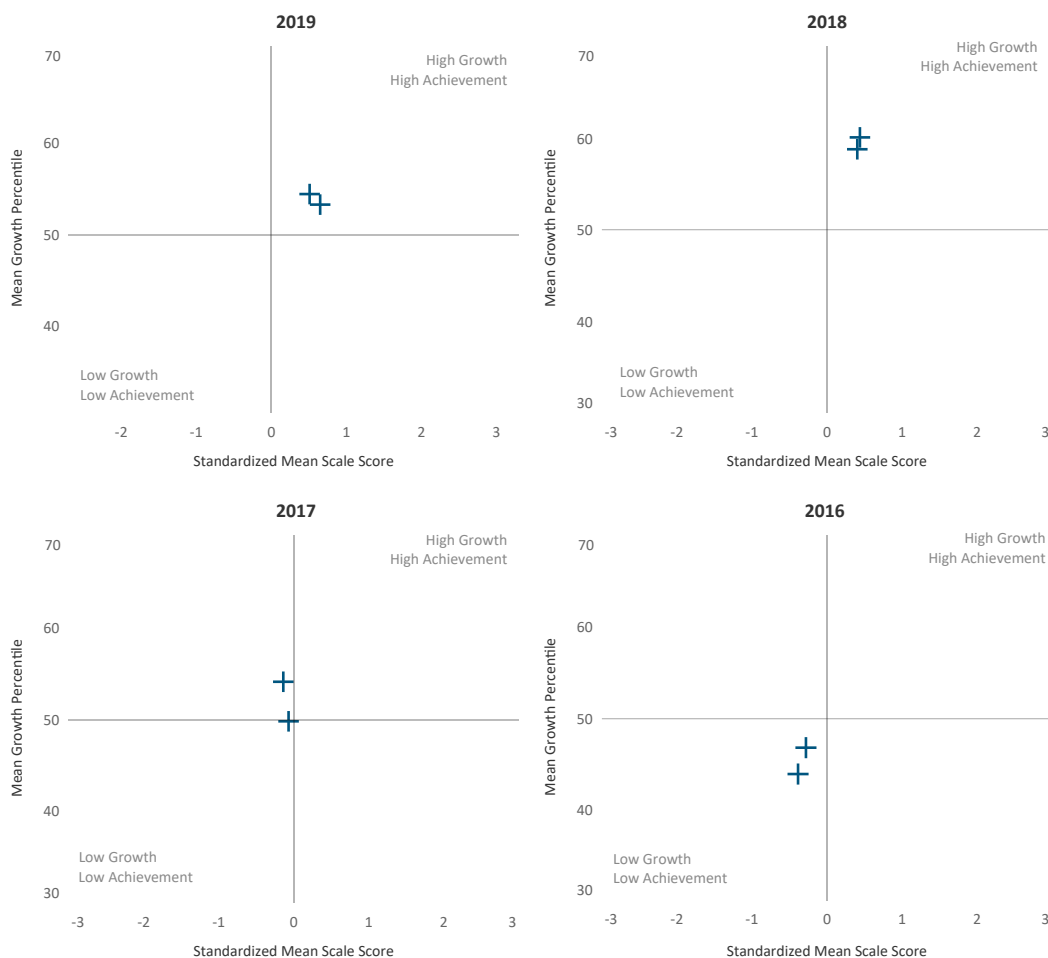 2019
70
High Growth
High Achievement
60
50
40
Low Growth
Low Achievement
Mean Growth Percentile
-2 -1 0 1 2 3
Standardized Mean Scale Score
2018
70
High Growth
High Achievement
60
50
40
Low Growth
Low Achievement
30
Mean Growth Percentile
-3 -2 -1 0 1 2 3
Standardized Mean Scale Score
2017
70
High Growth
High Achievement
60
50
40
Low Growth
Low Achievement
30
Mean Growth Percentile
-3 -2 -1 0 1 2 3
Standardized Mean Scale Score
2016
70
High Growth
High Achievement
60
50
40
Low Growth
Low Achievement
30
Mean Growth Percentile
-3 -2 -1 0 1 2 3
Standardized Mean Scale Score